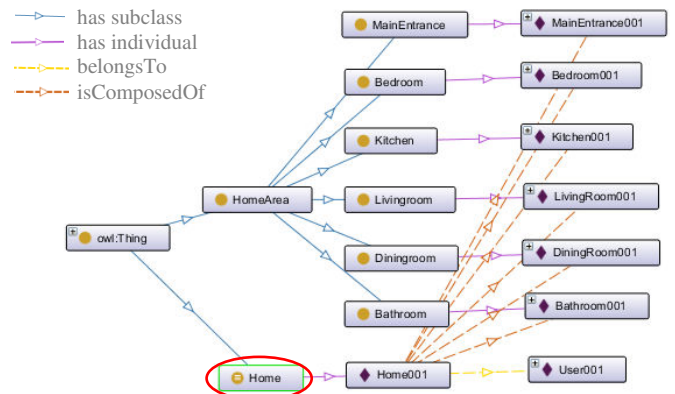 has subclass
has individual
belongsTo
isComposedOf
MainEntrance
MainEntrance001
Bedroom
Bedroom001
Kitchen
Kitchen001
HomeArea
Livingroom
LivingRoom001
owl:Thing
Diningroom
DiningRoom001
Bathroom
Bathroom001
Home
Home001
User001